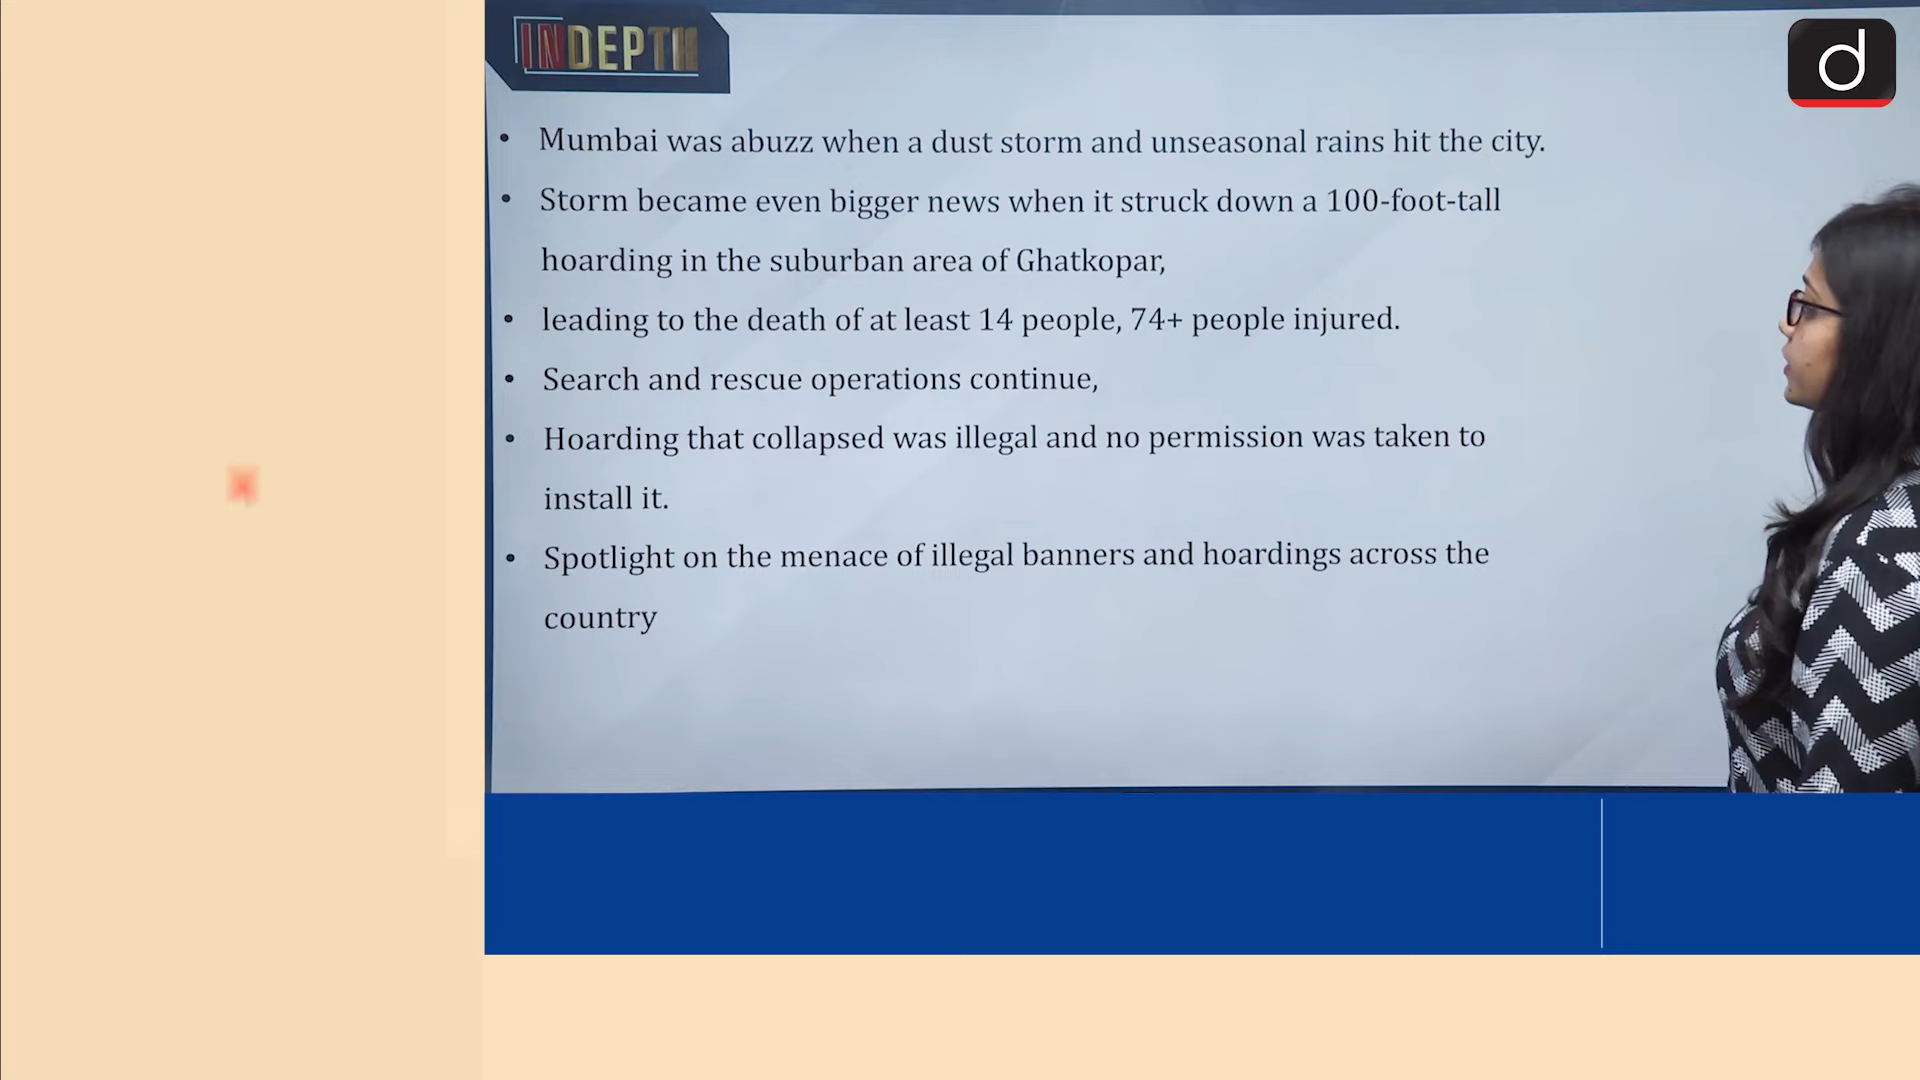 INDEPTH
d
• Mumbai was abuzz when a dust storm and unseasonal rains hit the city.
• Storm became even bigger news when it struck down a 100-foot-tall
hoarding in the suburban area of Ghatkopar,
• leading to the death of at least 14 people, 74+ people injured.
• Search and rescue operations continue,
• Hoarding that collapsed was illegal and no permission was taken to
install it.
• Spotlight on the menace of illegal banners and hoardings across the
country